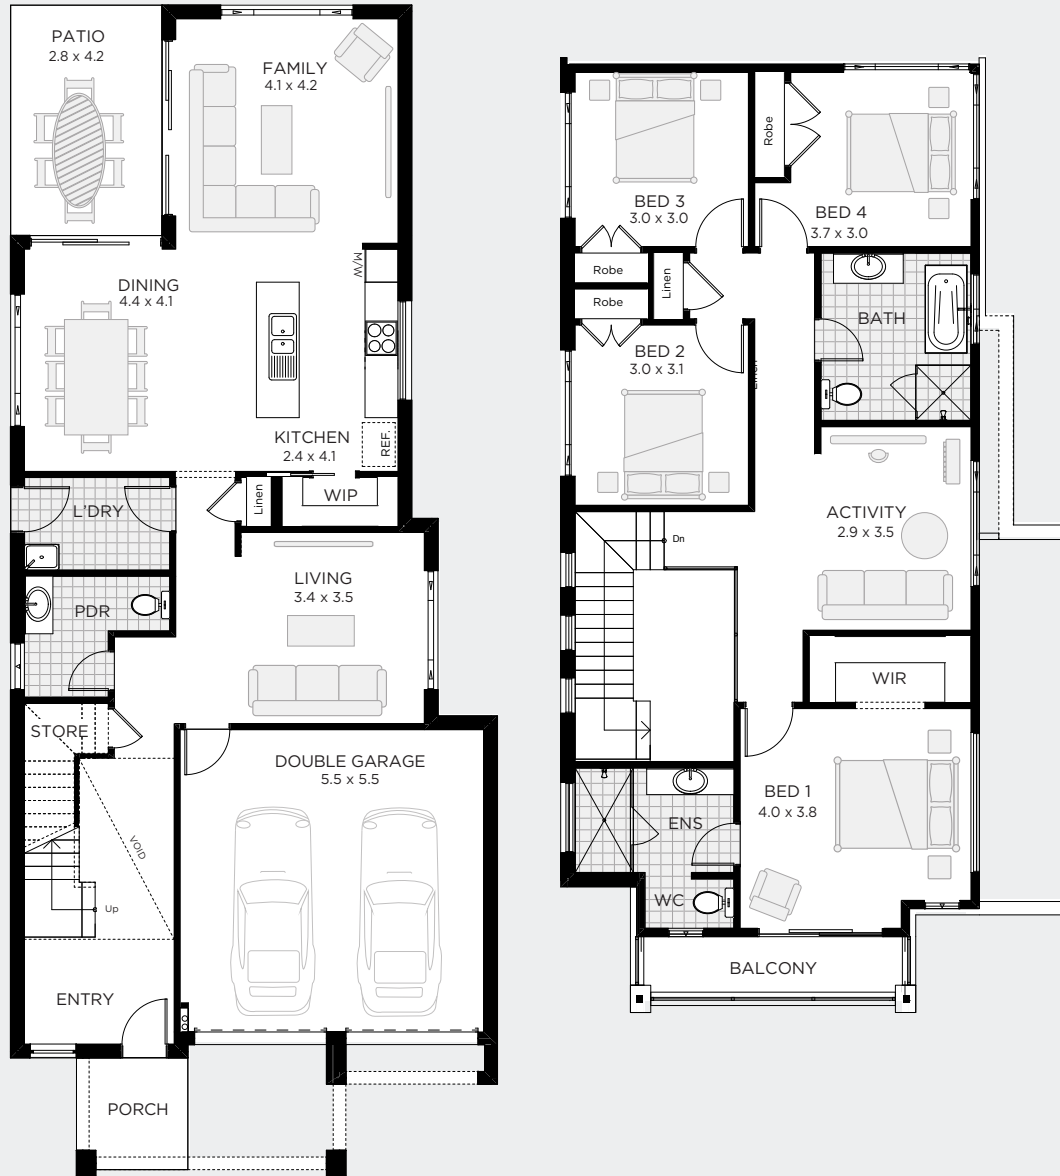 PATIO
2.8 x 4.2
FAMILY
4.1 x 4.2
M/W
DINING
4.4 x 4.1
KITCHEN
2.4 x 4.1
REF.
WIP
Linen
L'DRY
LIVING
3.4 x 3.5
PDR
STORE
DOUBLE GARAGE
5.5 x 5.5
VOID
Up
ENTRY
PORCH
BED 3
3.0 x 3.0
Robe
BED 4
3.7 x 3.0
Robe
Linen
Robe
BATH
BED 2
3.0 x 3.1
ACTIVITY
2.9 x 3.5
Dn
WIR
BED 1
4.0 x 3.8
ENS
WC
BALCONY